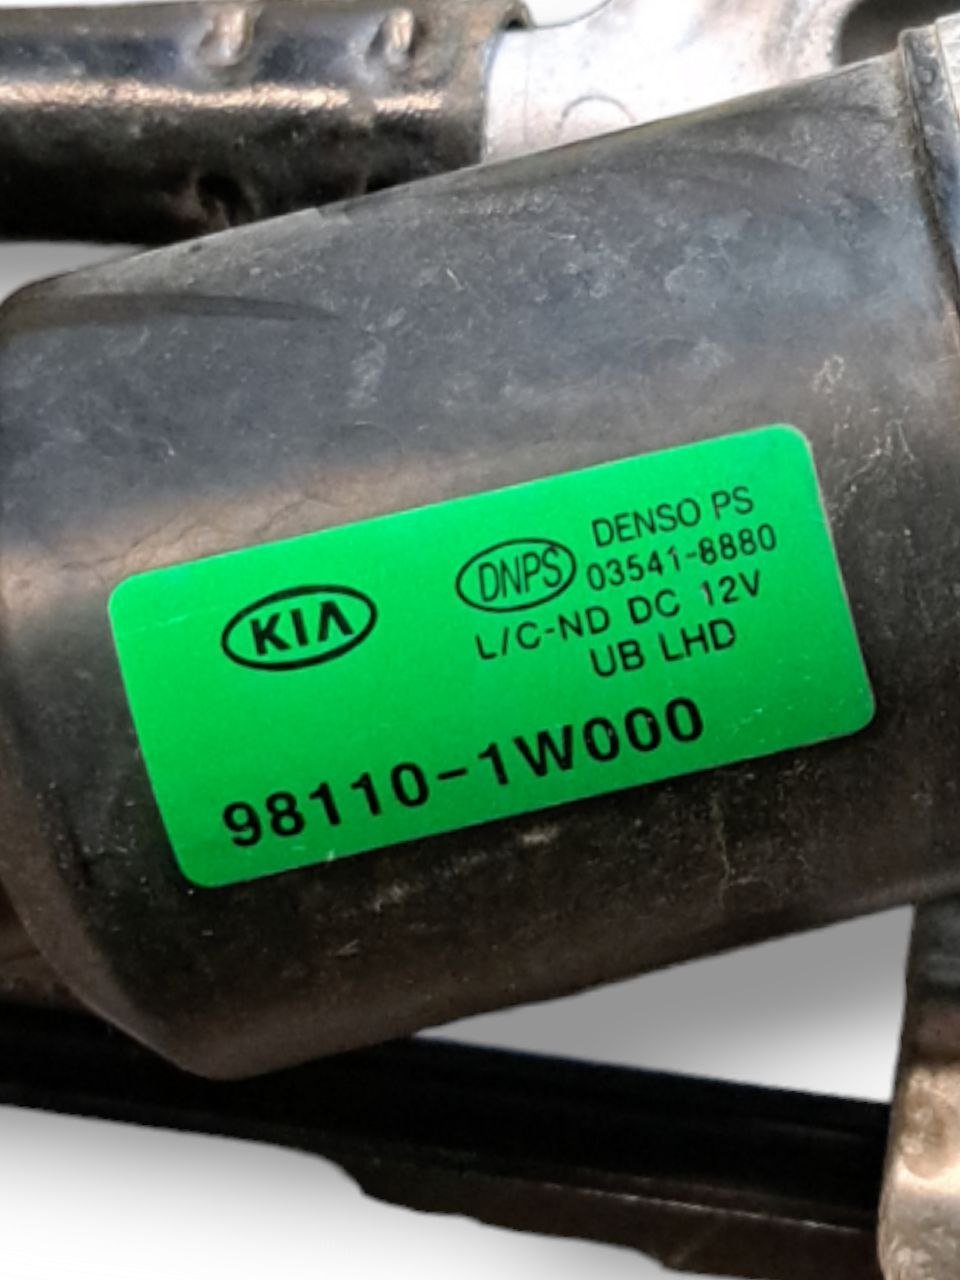 KIA
DNPS
DENSO PS
03541-8880
L/C-ND DC 12V
UB LHD
98110-1W000